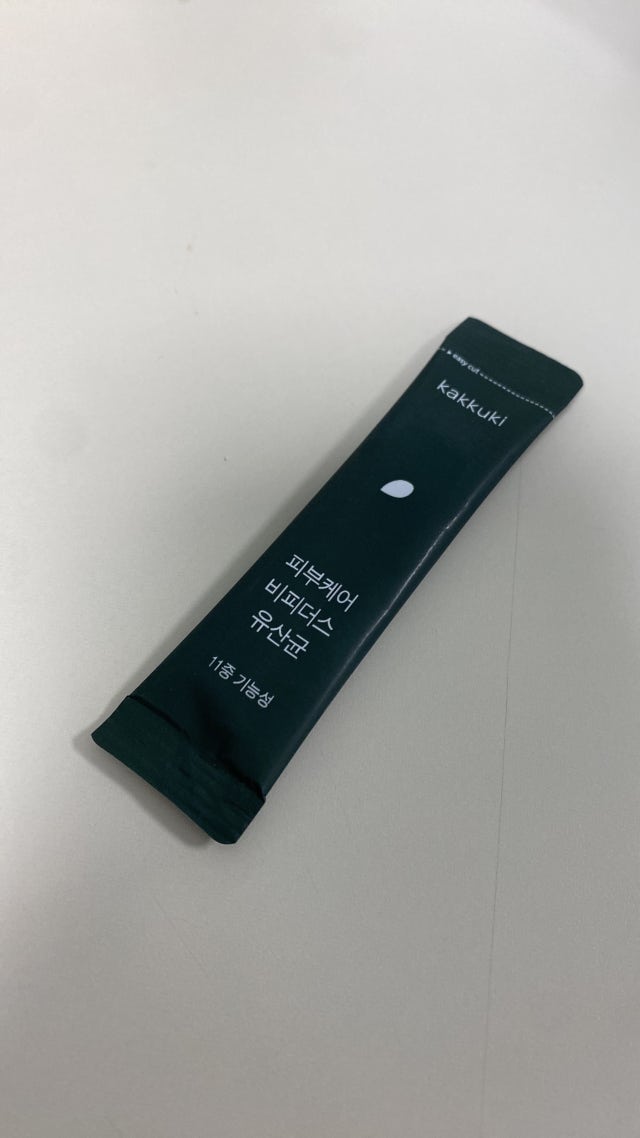 easy cut
kakkuki
피부케어
비피더스
유산균
11중 기능성